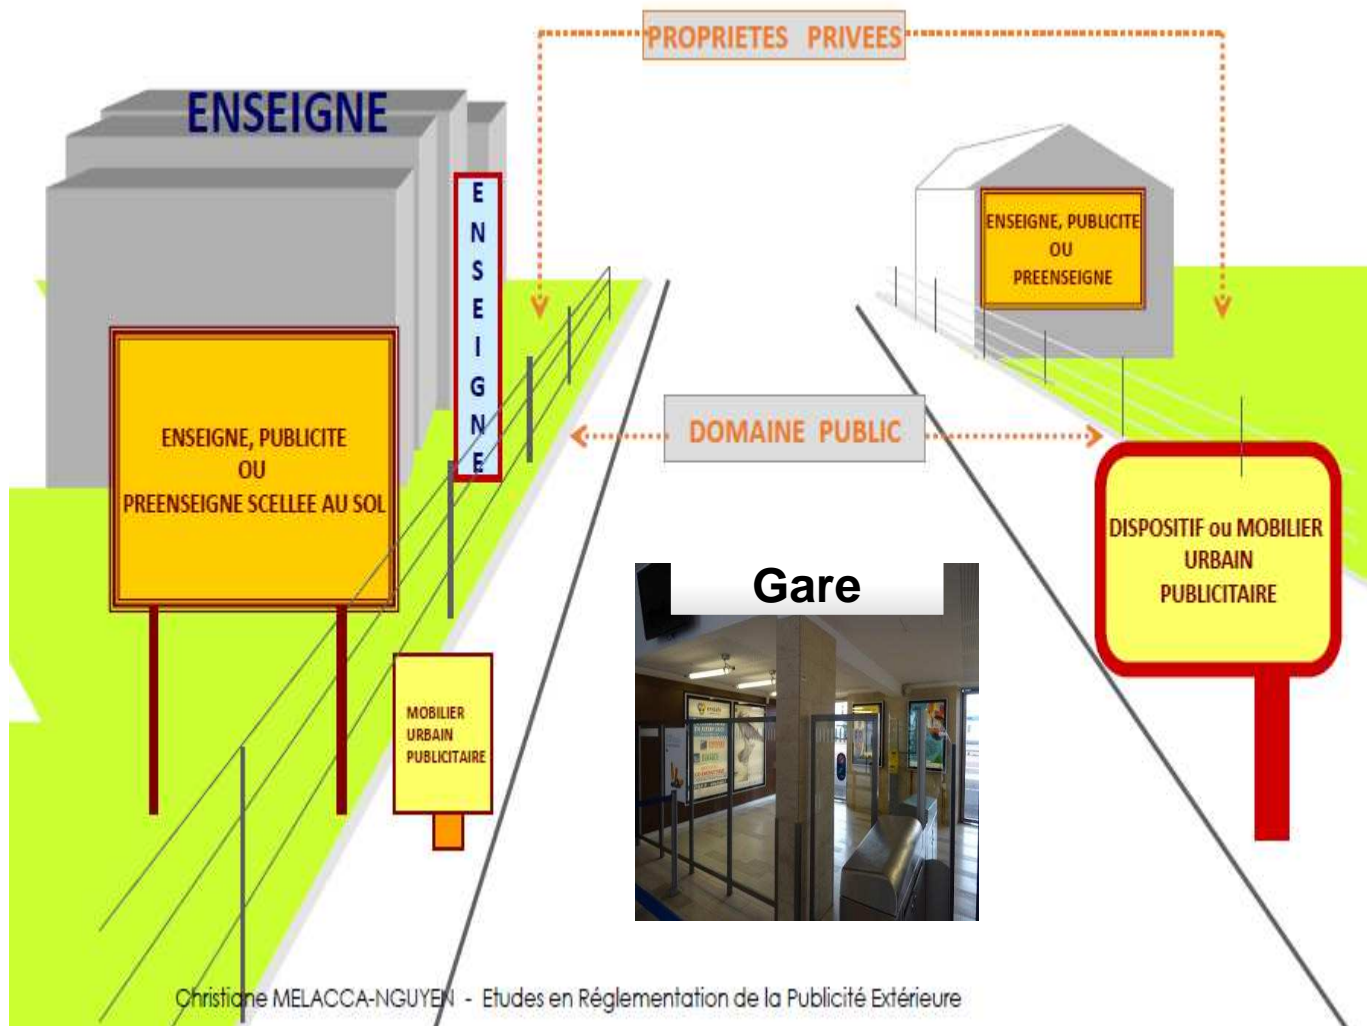 PROPRIETES PRIVEES
ENSEIGNE
ENSEIGNE
ENSEIGNE, PUBLICITE
OU
PREENSEIGNE
ENSEIGNE, PUBLICITE
OU
PREENSEIGNE SCELLEE AU SOL
DOMAINE PUBLIC
DISPOSITIF ou MOBILIER
URBAIN
PUBLICITAIRE
Gare
MOBILIER
URBAIN
PUBLICITAIRE
Christiane MELACCA-NGUYEN - Etudes en Réglementation de la Publicité Extérieure